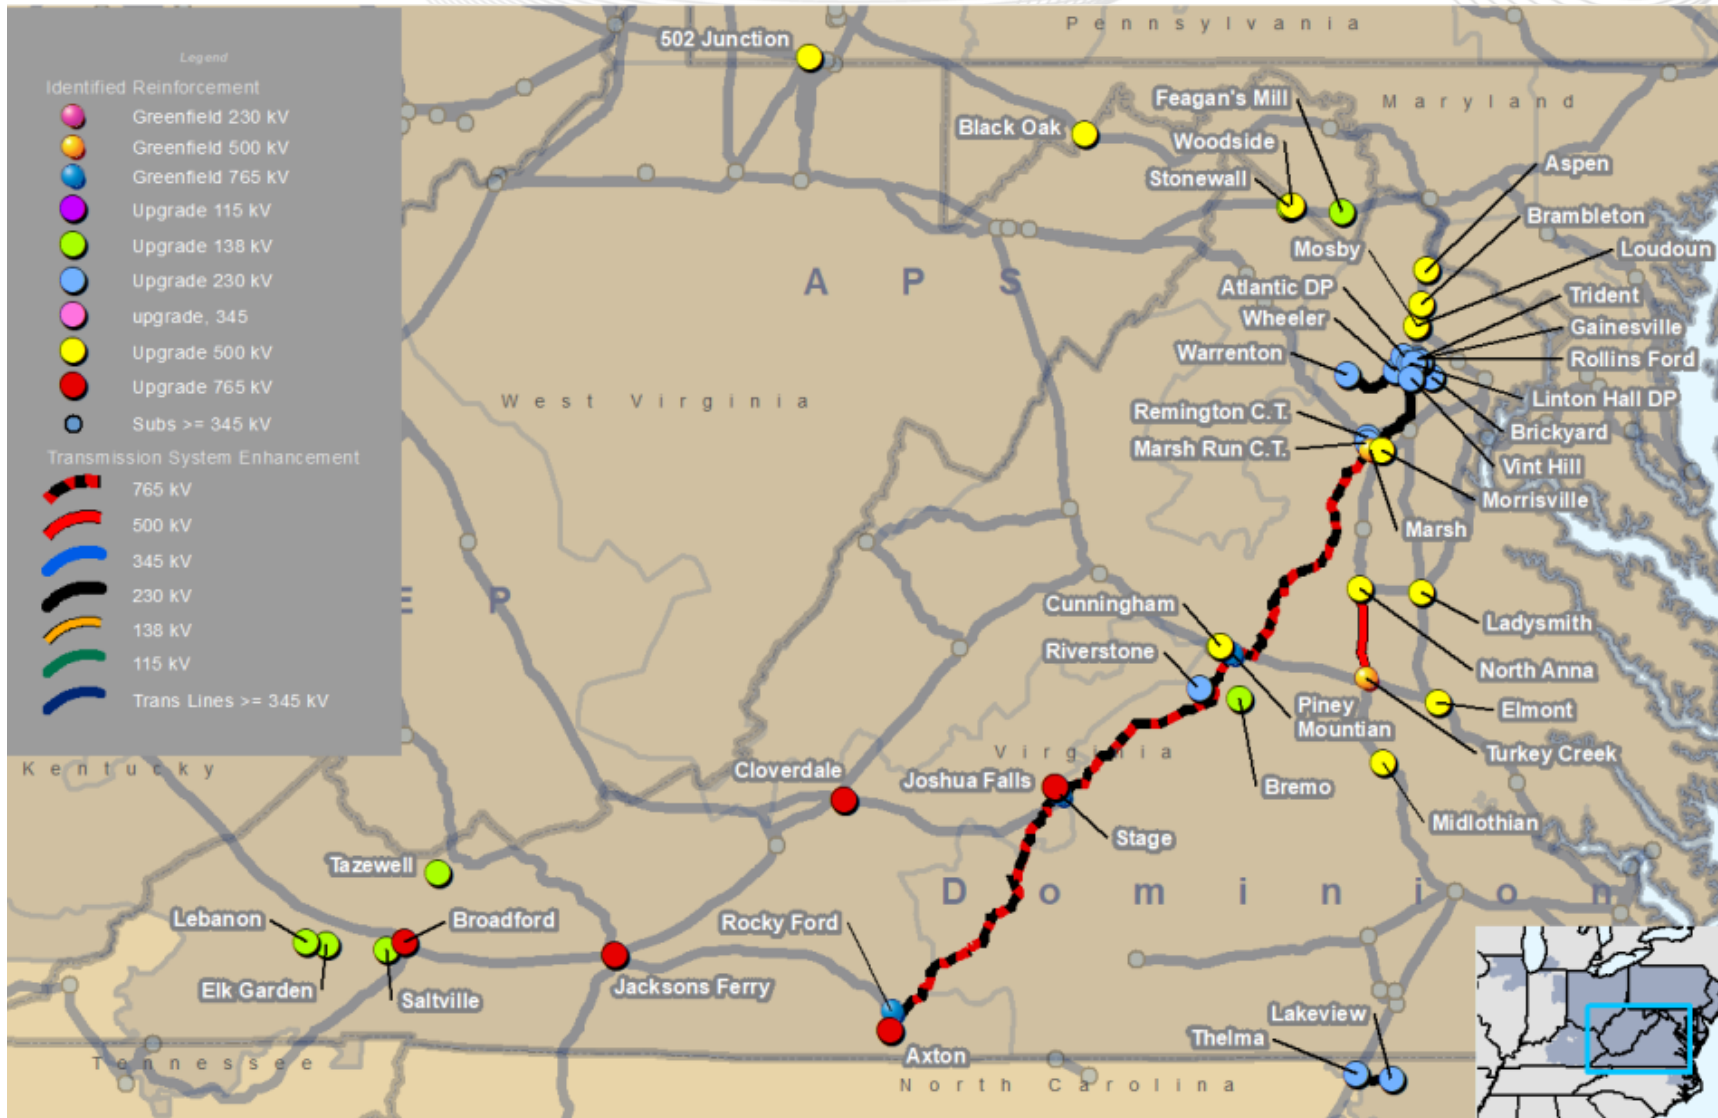 Legend
Identified Reinforcement
Greenfield 230 kV
Greenfield 500 kV
Greenfield 765 kV
Upgrade 115 kV
Upgrade 138 kV
Upgrade 230 kV
upgrade, 345
Upgrade 500 kV
Upgrade 765 kV
Subs >= 345 kV
Transmission System Enhancement
765 kV
500 kV
345 kV
230 kV
138 kV
115 kV
Trans Lines >= 345 kV
Pennsylvania
502 Junction
Maryland
Feagan's Mill
Black Oak
Woodside
Stonewall
Aspen
Brambleton
Mosby
Loudoun
APS
Atlantic DP
Trident
Wheeler
Gainesville
Warrenton
Rollins Ford
West Virginia
Linton Hall DP
Remington C.T.
Brickyard
Marsh Run C.T.
Vint Hill
Morrisville
Marsh
EP
Cunningham
Ladysmith
Riverstone
North Anna
Piney
Mountian
Elmont
Virginia
Turkey Creek
Kentucky
Cloverdale
Joshua Falls
Bremo
Midlothian
Stage
Tazewell
Dominion
Lebanon
Broadford
Rocky Ford
Elk Garden
Saltville
Jacksons Ferry
Lakeview
Thelma
Axton
Tennessee
North Carolina